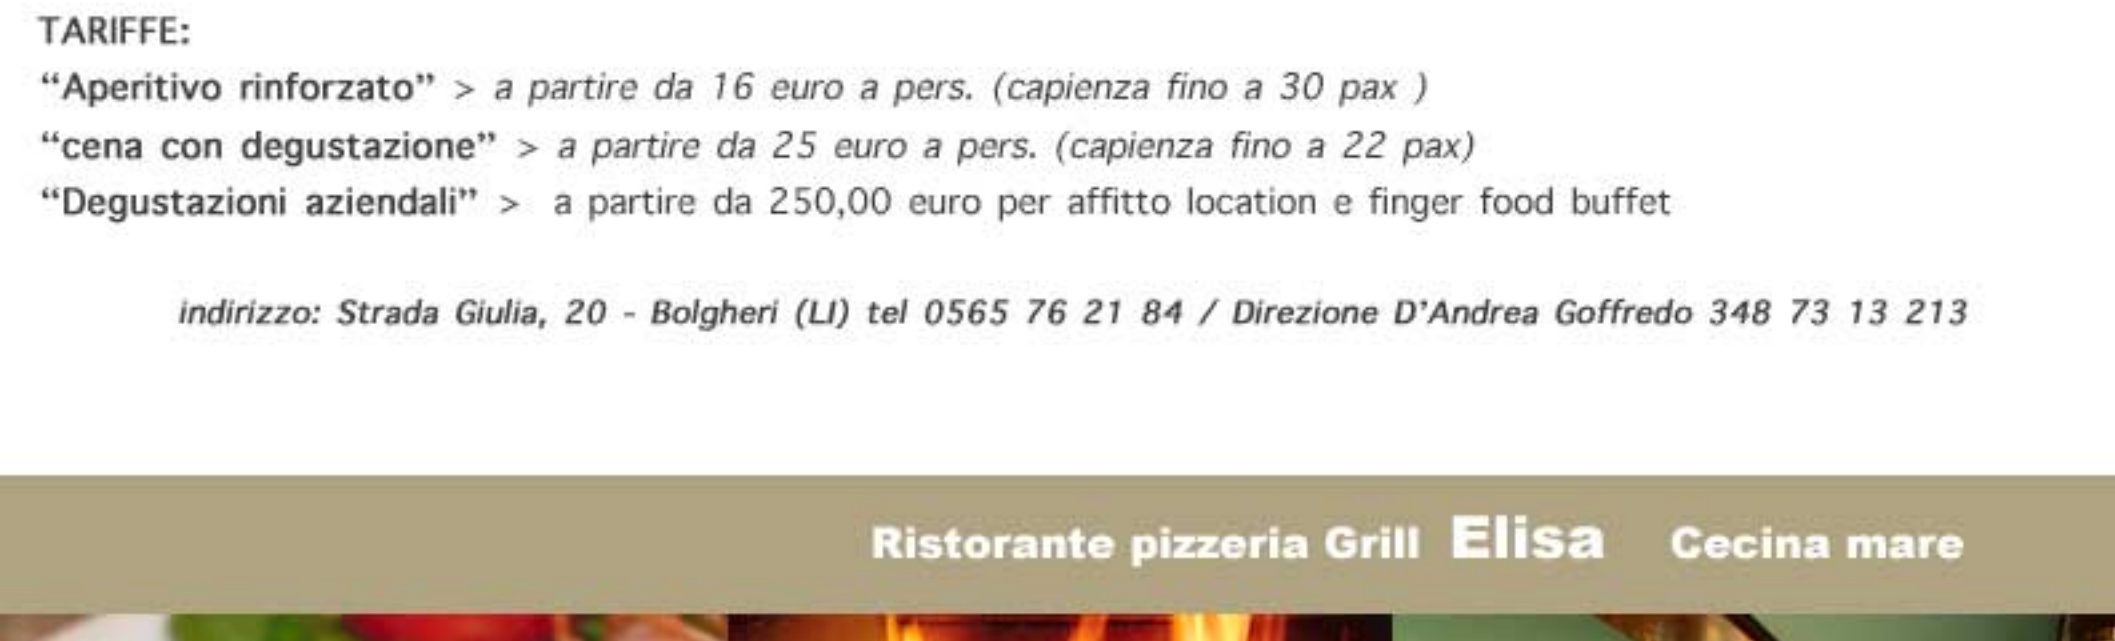 TARIFFE:
“Aperitivo rinforzato” > a partire da 16 euro a pers. (capienza fino a 30 pax )
“cena con degustazione” > a partire da 25 euro a pers. (capienza fino a 22 pax)
“Degustazioni aziendali” > a partire da 250,00 euro per affitto location e finger food buffet
indirizzo: Strada Giulia, 20 - Bolgheri (LI) tel 0565 76 21 84 / Direzione D'Andrea Goffredo 348 73 13 213
Ristorante pizzeria Grill Elisa Cecina mare